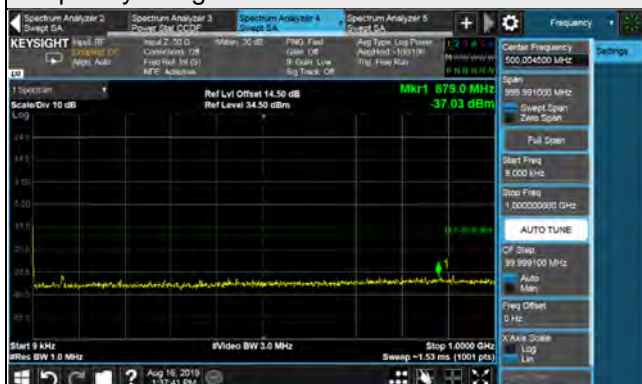 Spectrum Analyzer 2
Swept SA
Spectrum Analyzer 3
Power Stat CCDF
Spectrum Analyzer 4
Swept SA
Spectrum Analyzer 5
Swept SA
Frequency
KEYSIGHT
Input: RF
Align: Auto
Input Z: 50 Ω
Corrections: Off
Freq Ref: Int (S)
NFE: Adaptive
#Atten: 30 dB
PNO: Fast
Gate: Off
IF Gain: Low
Sig Track: Off
Avg Type: Log-Power
Avg|Hold: >100/100
Trig: Free Run
Center Frequency
500.004500 MHz
Settings
Span
999.991000 MHz
Swept Span
Zero Span
Full Span
Start Freq
9.000 kHz
Stop Freq
1.000000000 GHz
AUTO TUNE
CF Step
99.999100 MHz
Auto
Man
Freq Offset
0 Hz
X Axis Scale
Log
Lin
1 Spectrum
Scale/Div 10 dB
Log
Ref Lvl Offset 14.50 dB
Ref Level 34.50 dBm
Mkr1 879.0 MHz
-37.03 dBm
1
Start 9 kHz
#Res BW 1.0 MHz
#Video BW 3.0 MHz
Stop 1.0000 GHz
Sweep ~1.53 ms (1001 pts)
?
Aug 16, 2019
1:37:41 PM